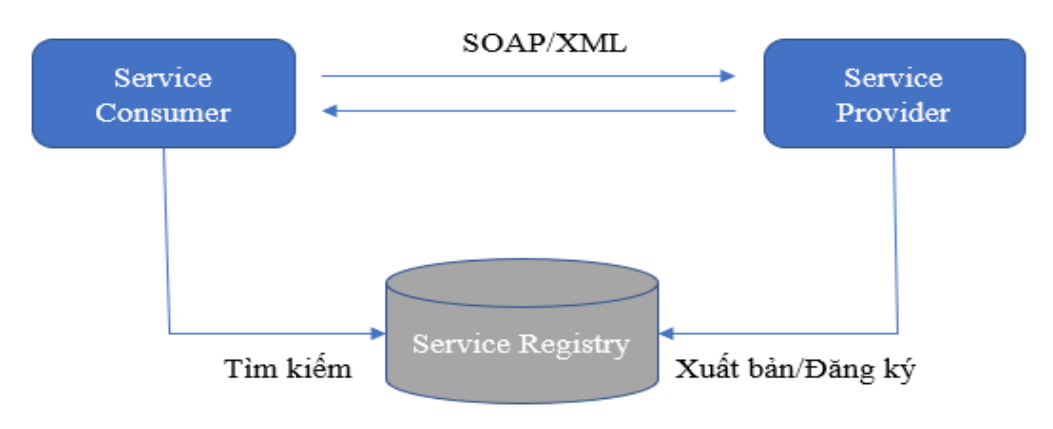 SOAP/XML
Service
Consumer
Service
Provider
Service Registry
Tìm kiếm
Xuất bản/Đăng ký